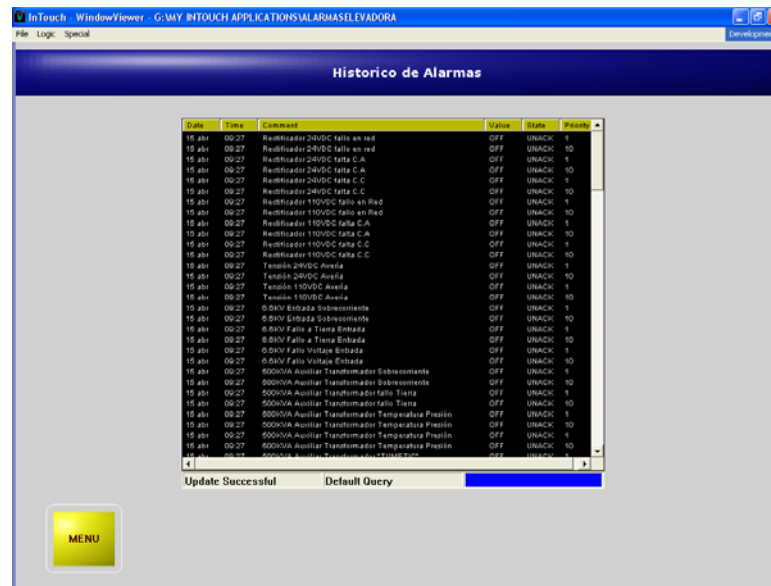 InTouch - WindowViewer - G:\MY INTOUCH APPLICATIONS\ALARMASELEVADORA
File Logic Special
Development
Historico de Alarmas
Date Time Comment Value State Priority
15 abr 09:27 Rectificador 24VDC fallo en red OFF UNACK 1
15 abr 09:27 Rectificador 24VDC fallo en red OFF UNACK 10
15 abr 09:27 Rectificador 24VDC falta C.A OFF UNACK 1
15 abr 09:27 Rectificador 24VDC falta C.A OFF UNACK 10
15 abr 09:27 Rectificador 24VDC falta C.C OFF UNACK 1
15 abr 09:27 Rectificador 24VDC falta C.C OFF UNACK 10
15 abr 09:27 Rectificador 110VDC fallo en Red OFF UNACK 1
15 abr 09:27 Rectificador 110VDC fallo en Red OFF UNACK 10
15 abr 09:27 Rectificador 110VDC falta C.A OFF UNACK 1
15 abr 09:27 Rectificador 110VDC falta C.A OFF UNACK 10
15 abr 09:27 Rectificador 110VDC falta C.C OFF UNACK 1
15 abr 09:27 Rectificador 110VDC falta C.C OFF UNACK 10
15 abr 09:27 Tensión 24VDC Avería OFF UNACK 1
15 abr 09:27 Tensión 24VDC Avería OFF UNACK 10
15 abr 09:27 Tensión 110VDC Avería OFF UNACK 1
15 abr 09:27 Tensión 110VDC Avería OFF UNACK 10
15 abr 09:27 6.6KV Entrada Sobrecorriente OFF UNACK 1
15 abr 09:27 6.6KV Entrada Sobrecorriente OFF UNACK 10
15 abr 09:27 6.6KV Fallo a Tierra Entrada OFF UNACK 1
15 abr 09:27 6.6KV Fallo a Tierra Entrada OFF UNACK 10
15 abr 09:27 6.6KV Fallo Voltaje Entrada OFF UNACK 1
15 abr 09:27 6.6KV Fallo Voltaje Entrada OFF UNACK 10
15 abr 09:27 500KVA Auxiliar Transformador Sobrecorriente OFF UNACK 1
15 abr 09:27 500KVA Auxiliar Transformador Sobrecorriente OFF UNACK 10
15 abr 09:27 500KVA Auxiliar Transformador fallo Tierra OFF UNACK 1
15 abr 09:27 500KVA Auxiliar Transformador fallo Tierra OFF UNACK 10
15 abr 09:27 500KVA Auxiliar Transformador Temperatura Presión OFF UNACK 1
15 abr 09:27 500KVA Auxiliar Transformador Temperatura Presión OFF UNACK 10
15 abr 09:27 500KVA Auxiliar Transformador Temperatura Presión OFF UNACK 1
15 abr 09:27 500KVA Auxiliar Transformador Temperatura Presión OFF UNACK 10
15 abr 09:27 500KVA Auxiliar Transformador OFF UNACK 1
Update Successful Default Query
MENU